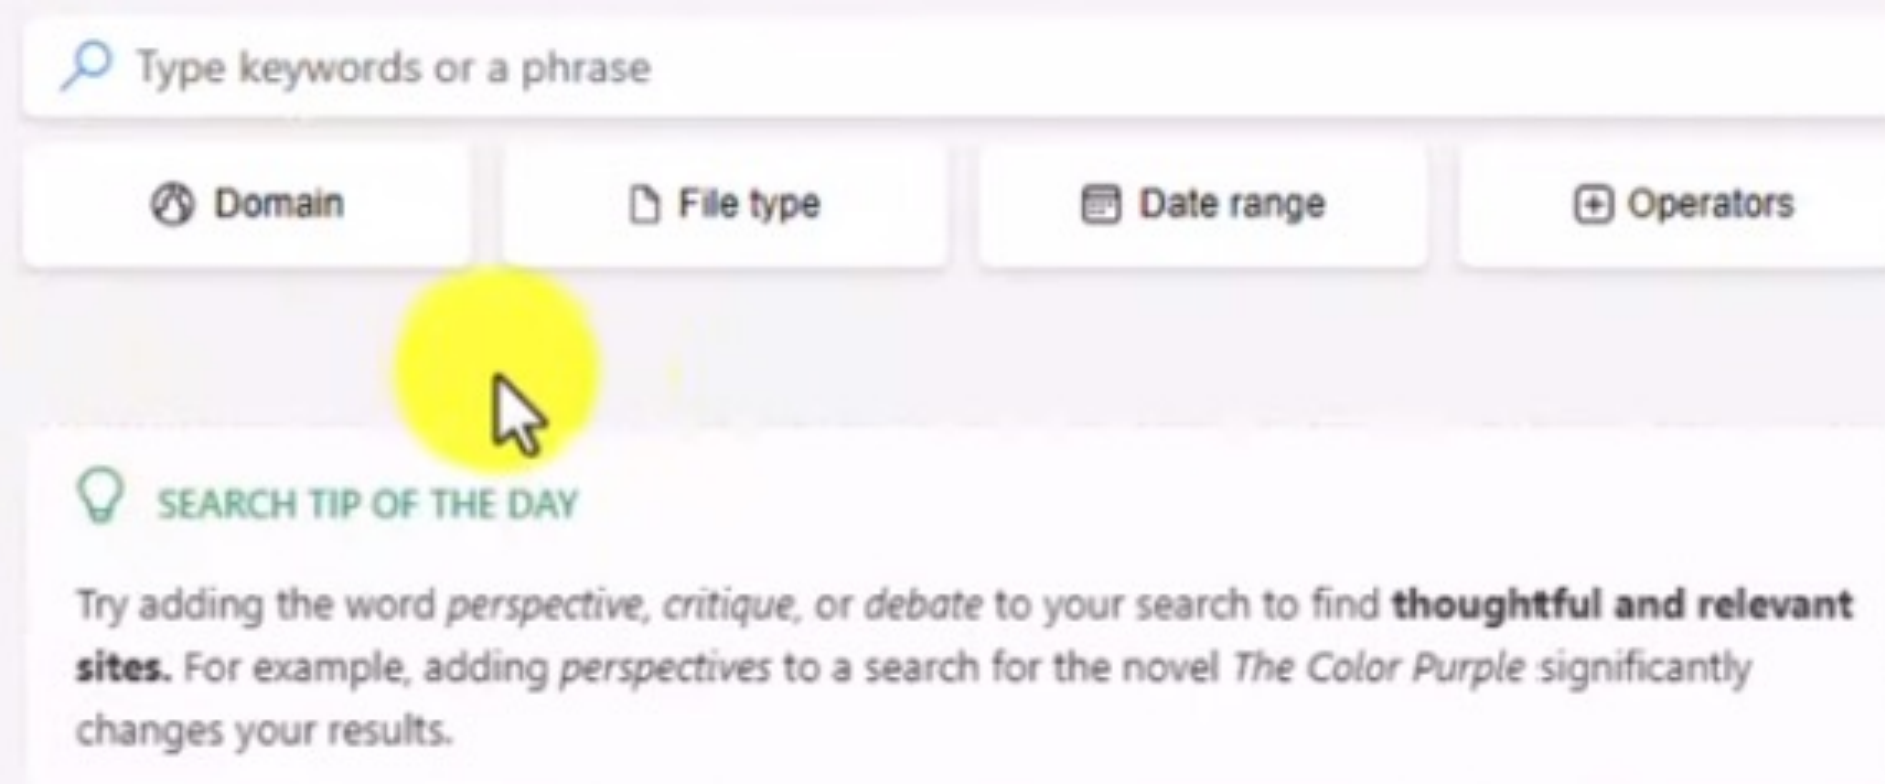 Type keywords or a phrase
Domain
File type
Date range
Operators
SEARCH TIP OF THE DAY
Try adding the word perspective, critique, or debate to your search to find thoughtful and relevant
sites. For example, adding perspectives to a search for the novel The Color Purple significantly
changes your results.